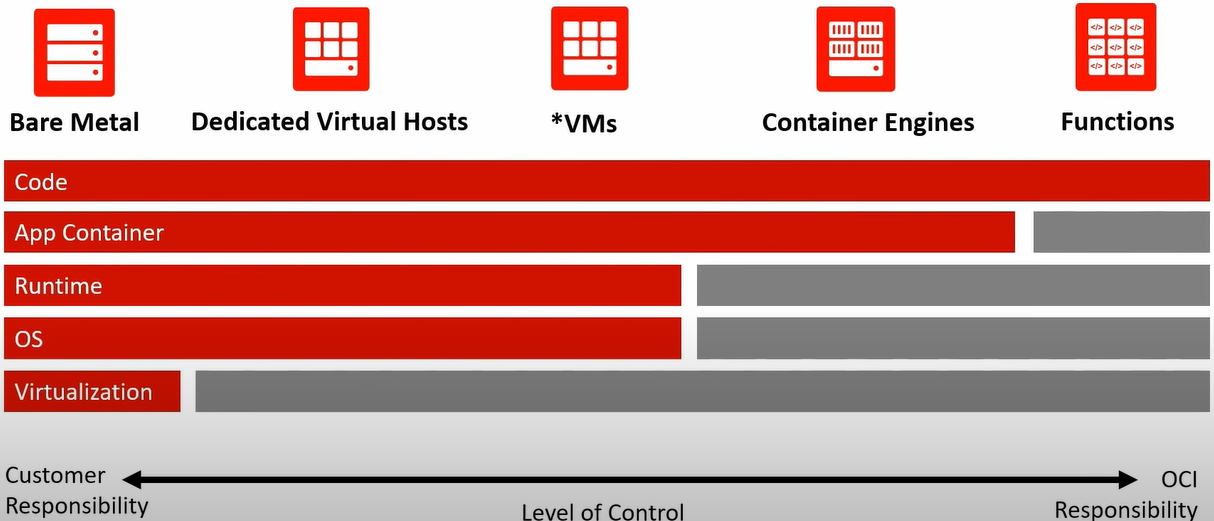 Bare Metal
Dedicated Virtual Hosts
*VMs
Container Engines
Functions
Code
App Container
Runtime
OS
Virtualization
Customer
Responsibility
Level of Control
OCI
Responsibility